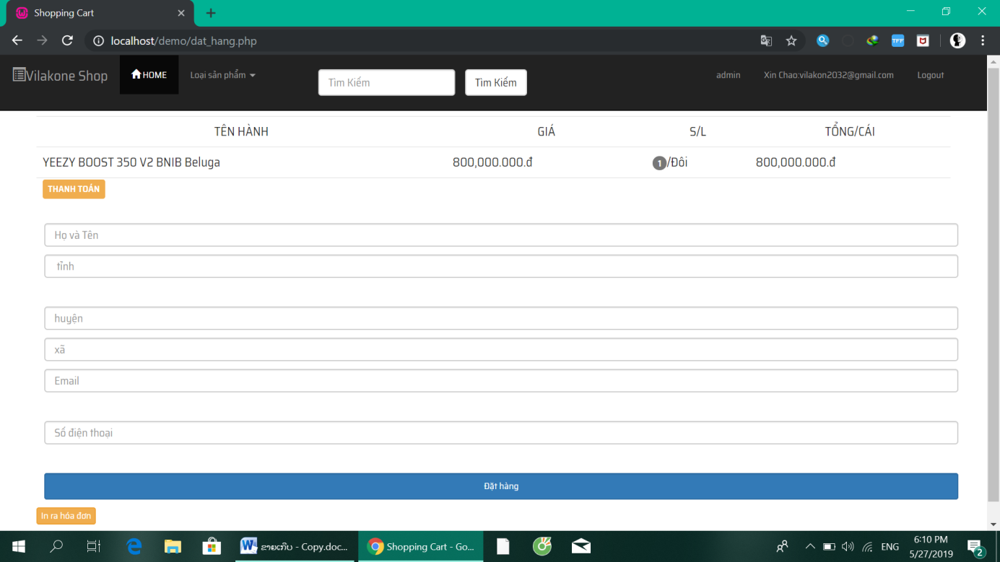 Shopping Cart
localhost/demo/dat_hang.php
TFF
Vilakone Shop HOME Loại sản phẩm Tìm Kiếm Tìm Kiếm admin Xin Chao:vilakon2032@gmail.com Logout
TÊN HÀNH GIÁ S/L TỔNG/CÁI
YEEZY BOOST 350 V2 BNIB Beluga 800,000.000.đ 1/Đôi 800,000.000.đ
THANH TOÁN
Họ và Tên
tỉnh
huyện
xã
Email
Số điện thoại
Đặt hàng
In ra hóa đơn
ຂາຍເກີບ - Copy.doc... Shopping Cart - Go... ENG 6:10 PM
5/27/2019 2